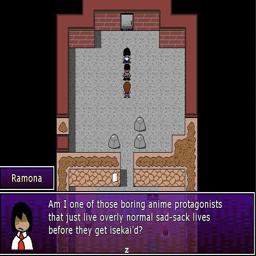 Ramona
Am I one of those boring anime protagonists
that just live overly normal sad-sack lives
before they get isekai'd?
z